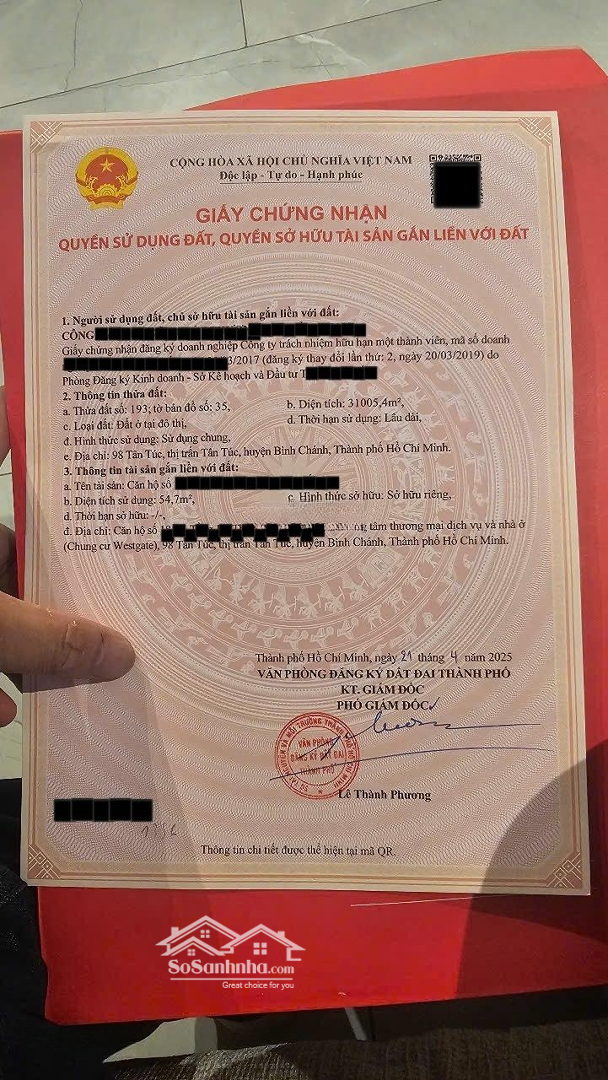 CỘNG HÒA XÃ HỘI CHỦ NGHĨA VIỆT NAM
Độc lập - Tự do - Hạnh phúc
GIẤY CHỨNG NHẬN
QUYỀN SỬ DỤNG ĐẤT, QUYỀN SỞ HỮU TÀI SẢN GẮN LIỀN VỚI ĐẤT
1. Người sử dụng đất, chủ sở hữu tài sản gắn liền với đất:
CÔNG
Giấy chứng nhận đăng ký doanh nghiệp Công ty trách nhiệm hữu hạn một thành viên, mã số doanh
3/2017 (đăng ký thay đổi lần thứ: 2, ngày 20/03/2019) do
Phòng Đăng ký Kinh doanh - Sở Kế hoạch và Đầu tư T
2. Thông tin thửa đất:
a. Thửa đất số: 193; tờ bản đồ số: 35,
b. Diện tích: 31005,4m²,
c. Loại đất: Đất ở tại đô thị,
d. Thời hạn sử dụng: Lâu dài,
đ. Hình thức sử dụng: Sử dụng chung,
e. Địa chỉ: 98 Tân Túc, thị trấn Tân Túc, huyện Bình Chánh, Thành phố Hồ Chí Minh.
3. Thông tin tài sản gắn liền với đất:
a. Tên tài sản: Căn hộ số
b. Diện tích sử dụng: 54,7m²,
c. Hình thức sở hữu: Sở hữu riêng,
d. Thời hạn sở hữu: -/-,
đ. Địa chỉ: Căn hộ số tâm thương mại dịch vụ và nhà ở
(Chung cư Westgate), 98 Tân Túc, thị trấn Tân Túc, huyện Bình Chánh, Thành phố Hồ Chí Minh.
Thành phố Hồ Chí Minh, ngày 21 tháng 4 năm 2025
VĂN PHÒNG ĐĂNG KÝ ĐẤT ĐAI THÀNH PHỐ
KT. GIÁM ĐỐC
PHÓ GIÁM ĐỐC
VĂN PHÒNG
ĐĂNG KÝ ĐẤT ĐAI
THÀNH PHỐ
Lê Thành Phương
Thông tin chi tiết được thể hiện tại mã QR.
SoSanhnha.com
Great choice for you